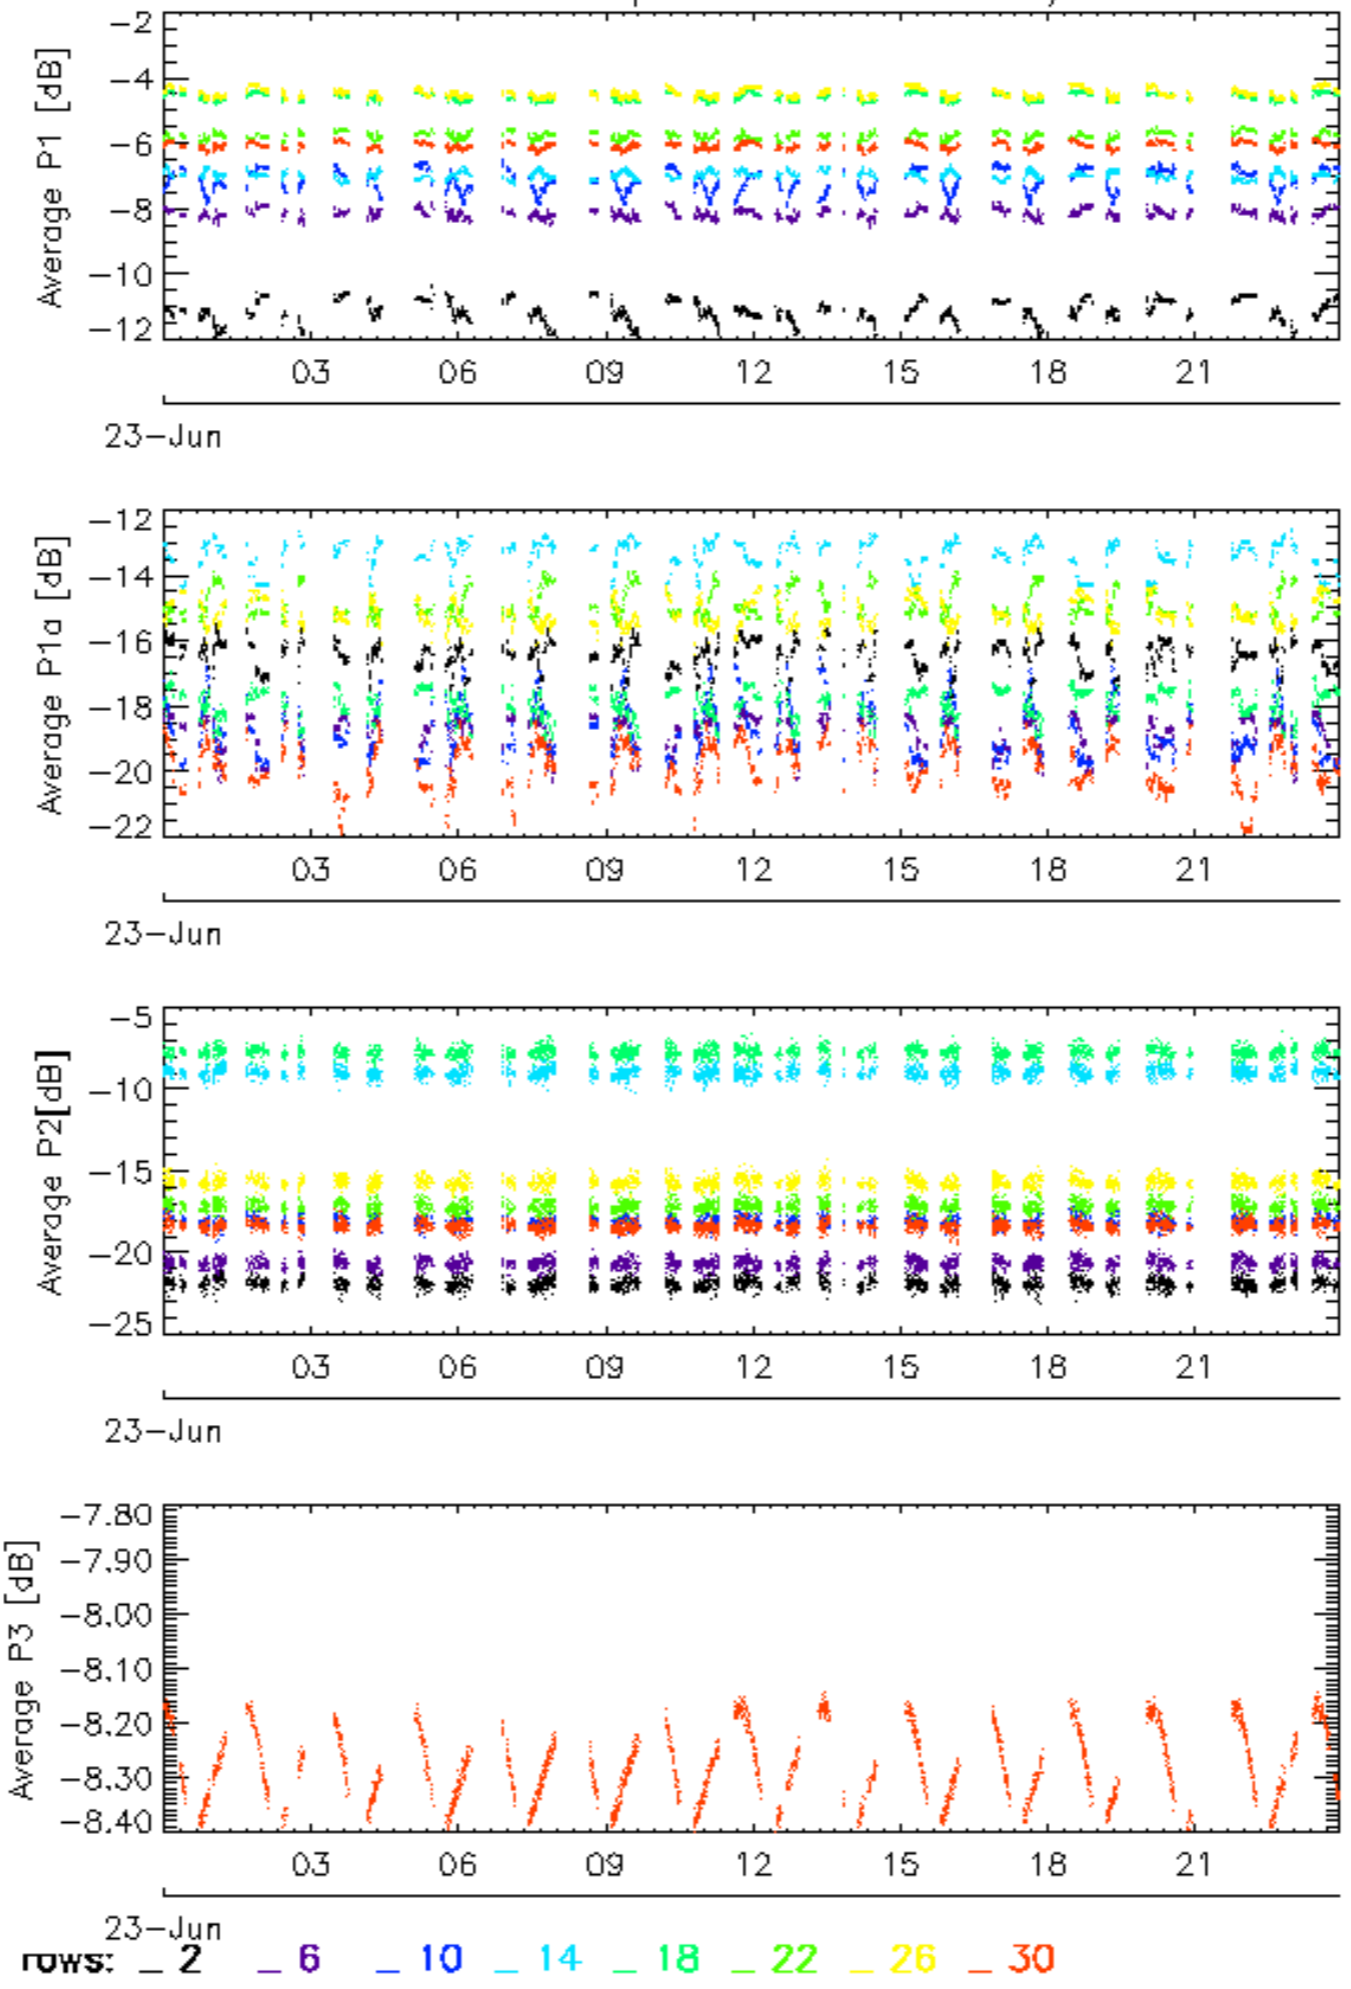 Average P1 [dB]
-2
-4
-6
-8
-10
-12
03 06 09 12 15 18 21
23-Jun
Average P1a [dB]
-12
-14
-16
-18
-20
-22
03 06 09 12 15 18 21
23-Jun
Average P2[dB]
-5
-10
-15
-20
-25
03 06 09 12 15 18 21
23-Jun
Average P3 [dB]
-7.80
-7.90
-8.00
-8.10
-8.20
-8.30
-8.40
03 06 09 12 15 18 21
23-Jun
rows: _ 2 _ 6 _ 10 _ 14 _ 18 _ 22 _ 26 _ 30